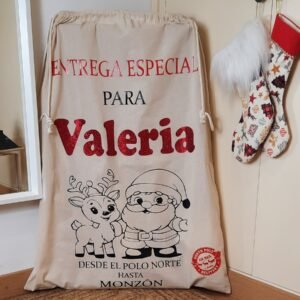 ENTREGA ESPECIAL
PARA
Valeria
DESDE EL POLO NORTE
HASTA
MONZÓN